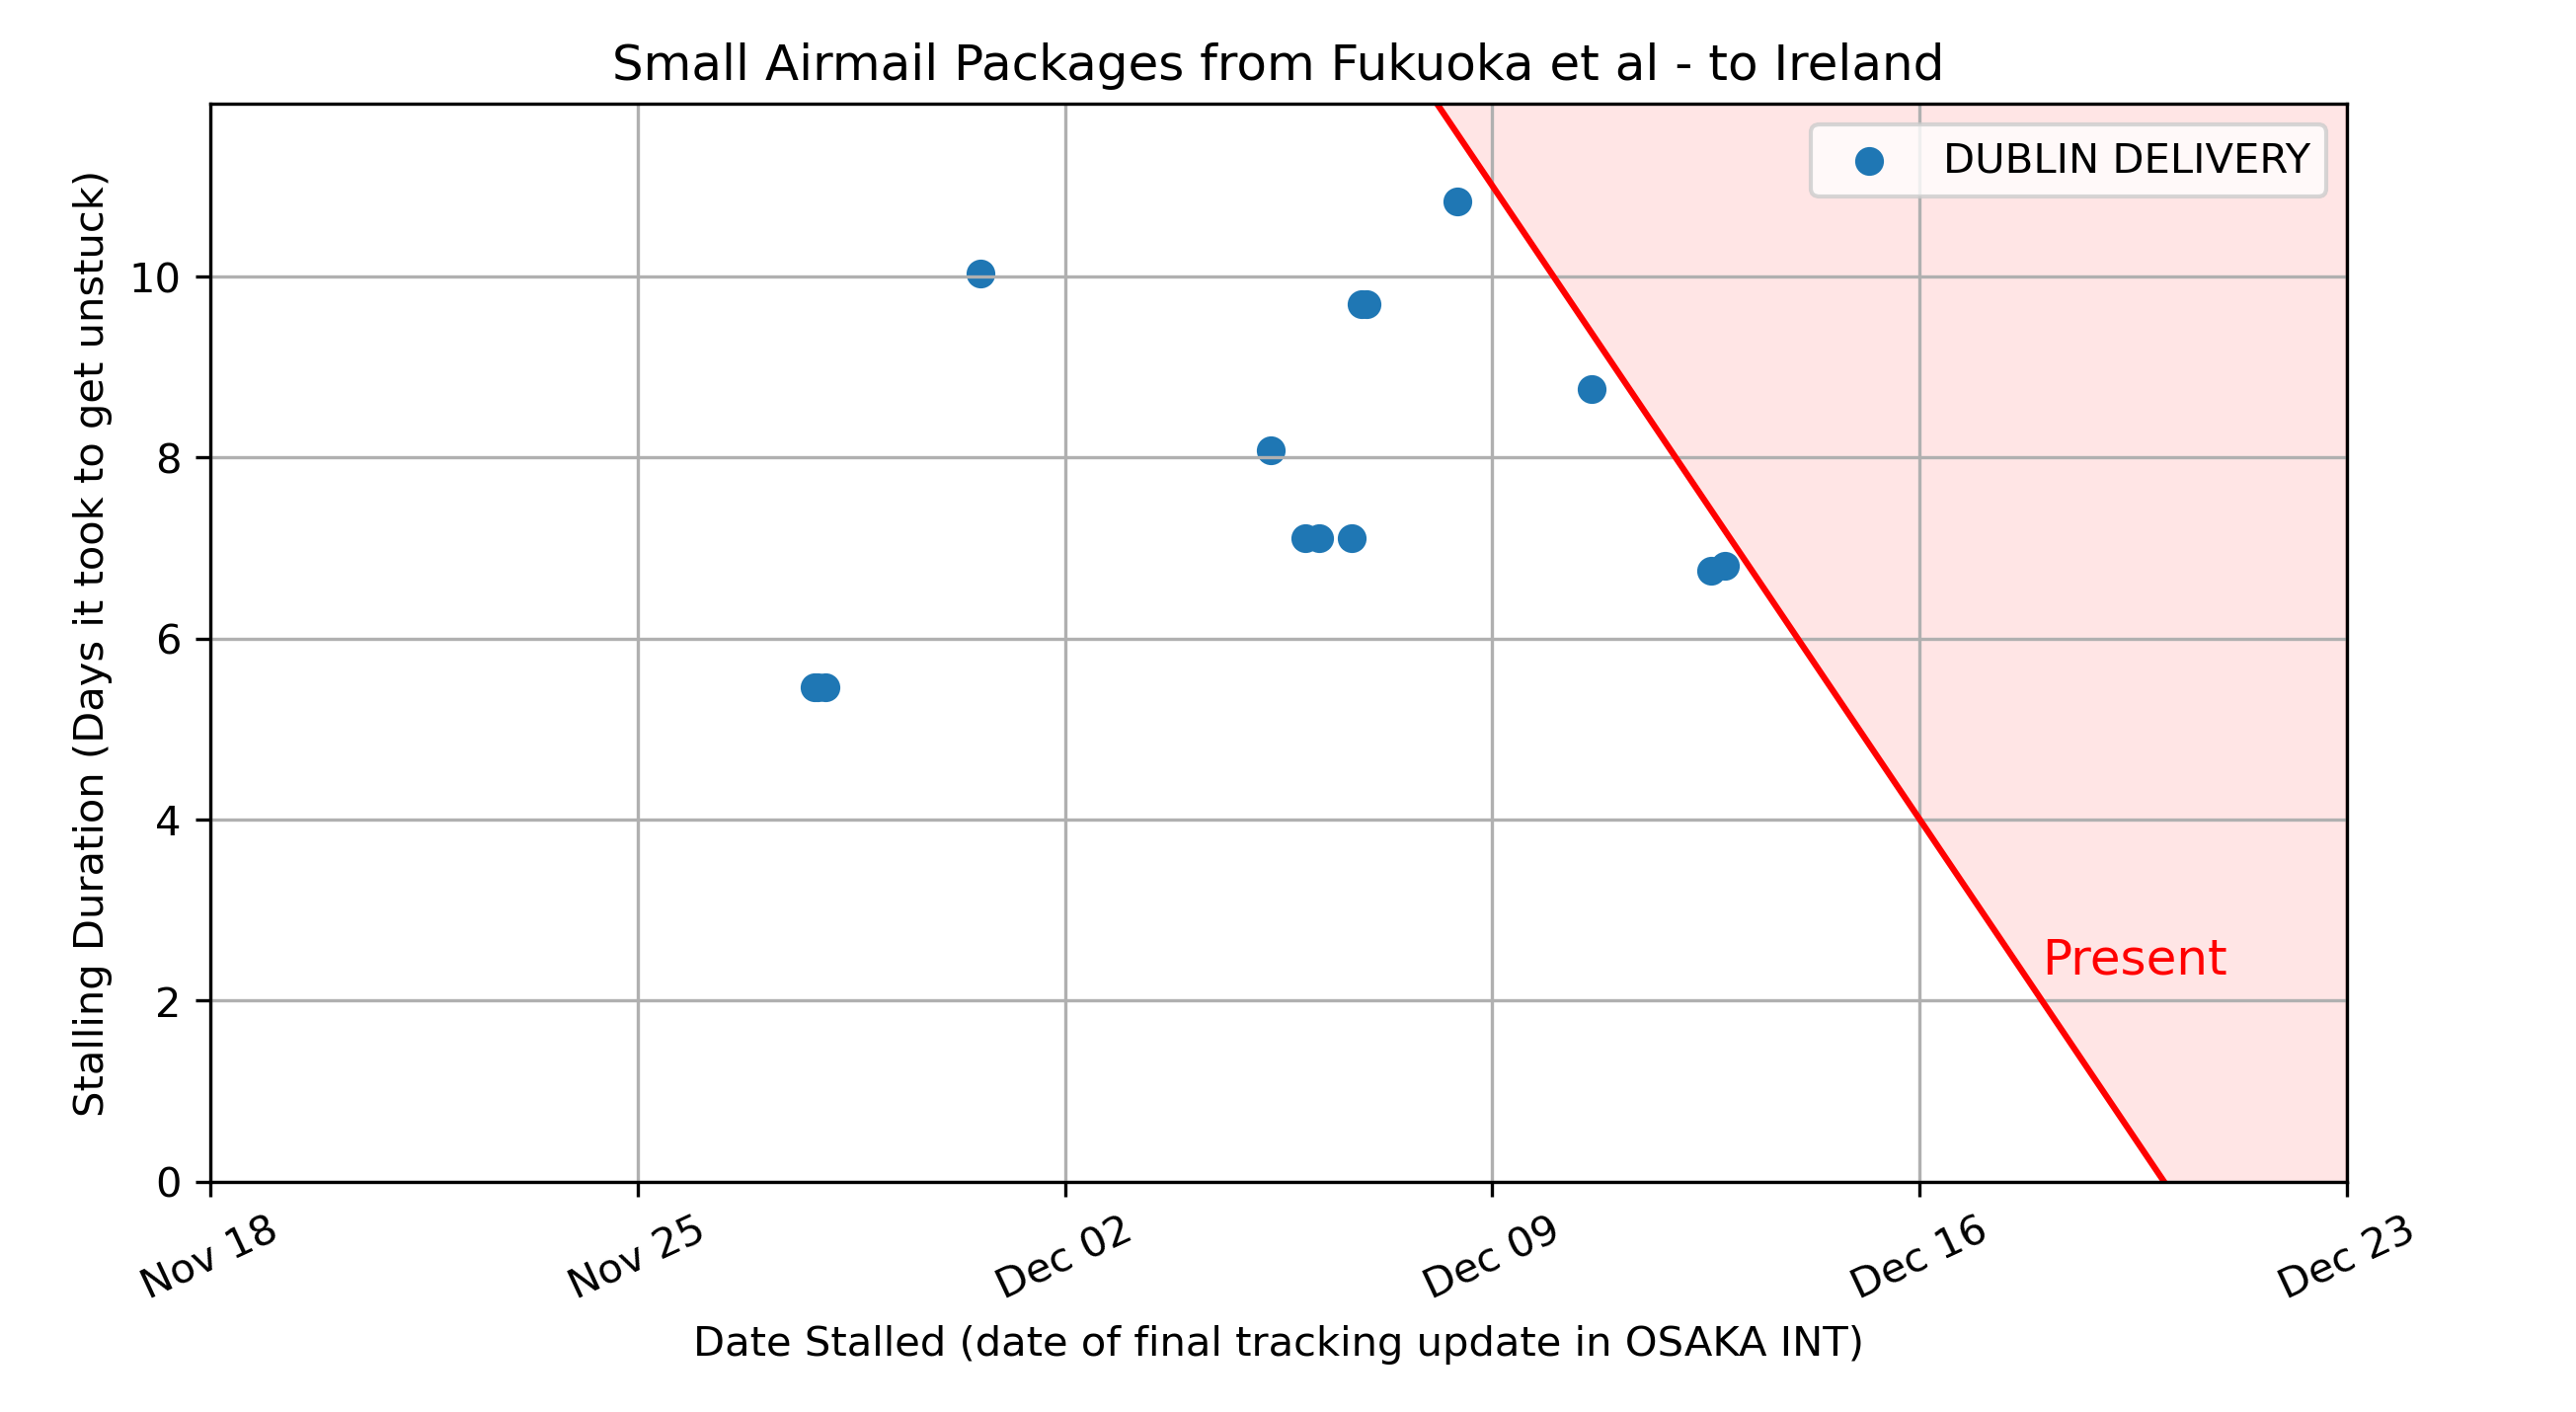 Small Airmail Packages from Fukuoka et al - to Ireland
DUBLIN DELIVERY
Stalling Duration (Days it took to get unstuck)
10
8
6
4
2
0
Present
Nov 18
Nov 25
Dec 02
Dec 09
Dec 16
Dec 23
Date Stalled (date of final tracking update in OSAKA INT)